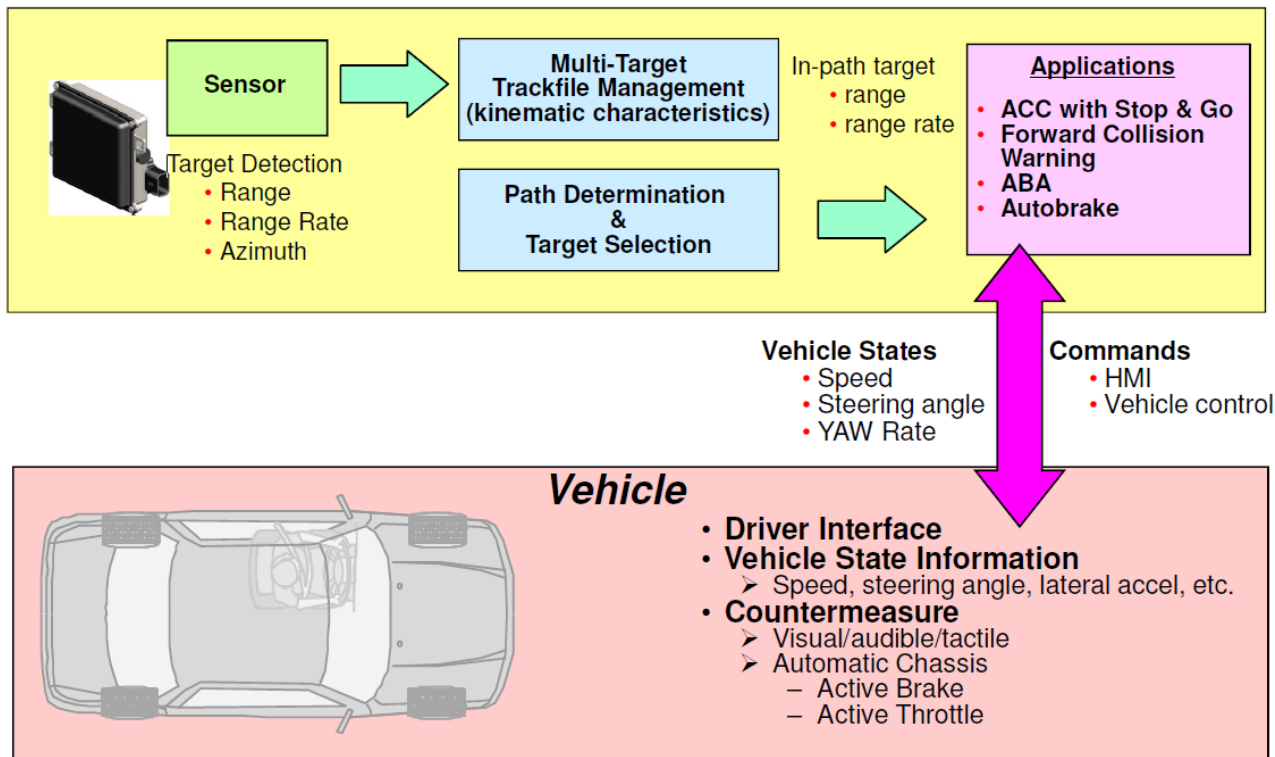 Sensor
Target Detection
• Range
• Range Rate
• Azimuth
Multi-Target
Trackfile Management
(kinematic characteristics)
Path Determination
&
Target Selection
In-path target
• range
• range rate
Applications
• ACC with Stop & Go
• Forward Collision
Warning
• ABA
• Autobrake
Vehicle States
• Speed
• Steering angle
• YAW Rate
Commands
• HMI
• Vehicle control
Vehicle
• Driver Interface
• Vehicle State Information
➢ Speed, steering angle, lateral accel, etc.
• Countermeasure
➢ Visual/audible/tactile
➢ Automatic Chassis
– Active Brake
– Active Throttle